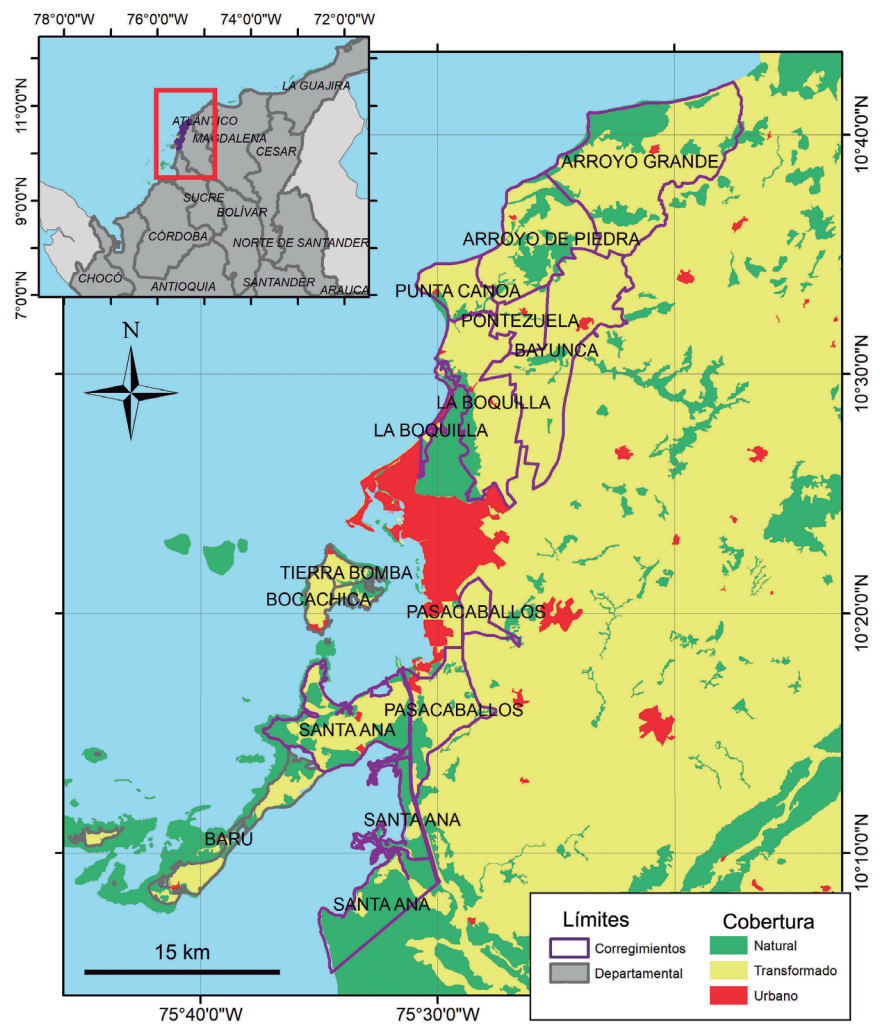 78°0'0"W
76°0'0"W
74°0'0"W
72°0'0"W
11°0'0"N
9°0'0"N
7°0'0"N
LA GUAJIRA
ATLÁNTICO
MAGDALENA
CESAR
SUCRE
BOLÍVAR
CÓRDOBA
NORTE DE SANTANDER
CHOCÓ
ANTIOQUIA
SANTANDER
ARAUCA
N
10°40'0"N
10°30'0"N
10°20'0"N
10°10'0"N
ARROYO GRANDE
ARROYO DE PIEDRA
PUNTA CANOA
PONTEZUELA
BAYUNCA
LA BOQUILLA
LA BOQUILLA
TIERRA BOMBA
BOCACHICA
PASACABALLOS
PASACABALLOS
SANTA ANA
SANTA ANA
BARÚ
SANTA ANA
15 km
Límites
Corregimientos
Departamental
Cobertura
Natural
Transformado
Urbano
75°40'0"W
75°30'0"W